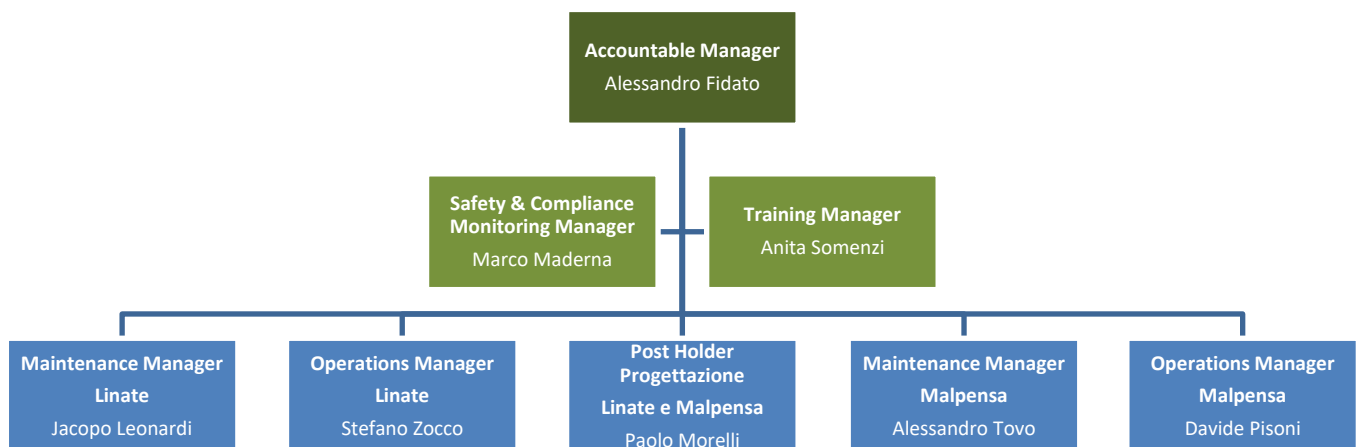 Accountable Manager
Alessandro Fidato
Safety & Compliance
Monitoring Manager
Marco Maderna
Training Manager
Anita Somenzi
Maintenance Manager
Linate
Jacopo Leonardi
Operations Manager
Linate
Stefano Zocco
Post Holder
Progettazione
Linate e Malpensa
Paolo Morelli
Maintenance Manager
Malpensa
Alessandro Tovo
Operations Manager
Malpensa
Davide Pisoni